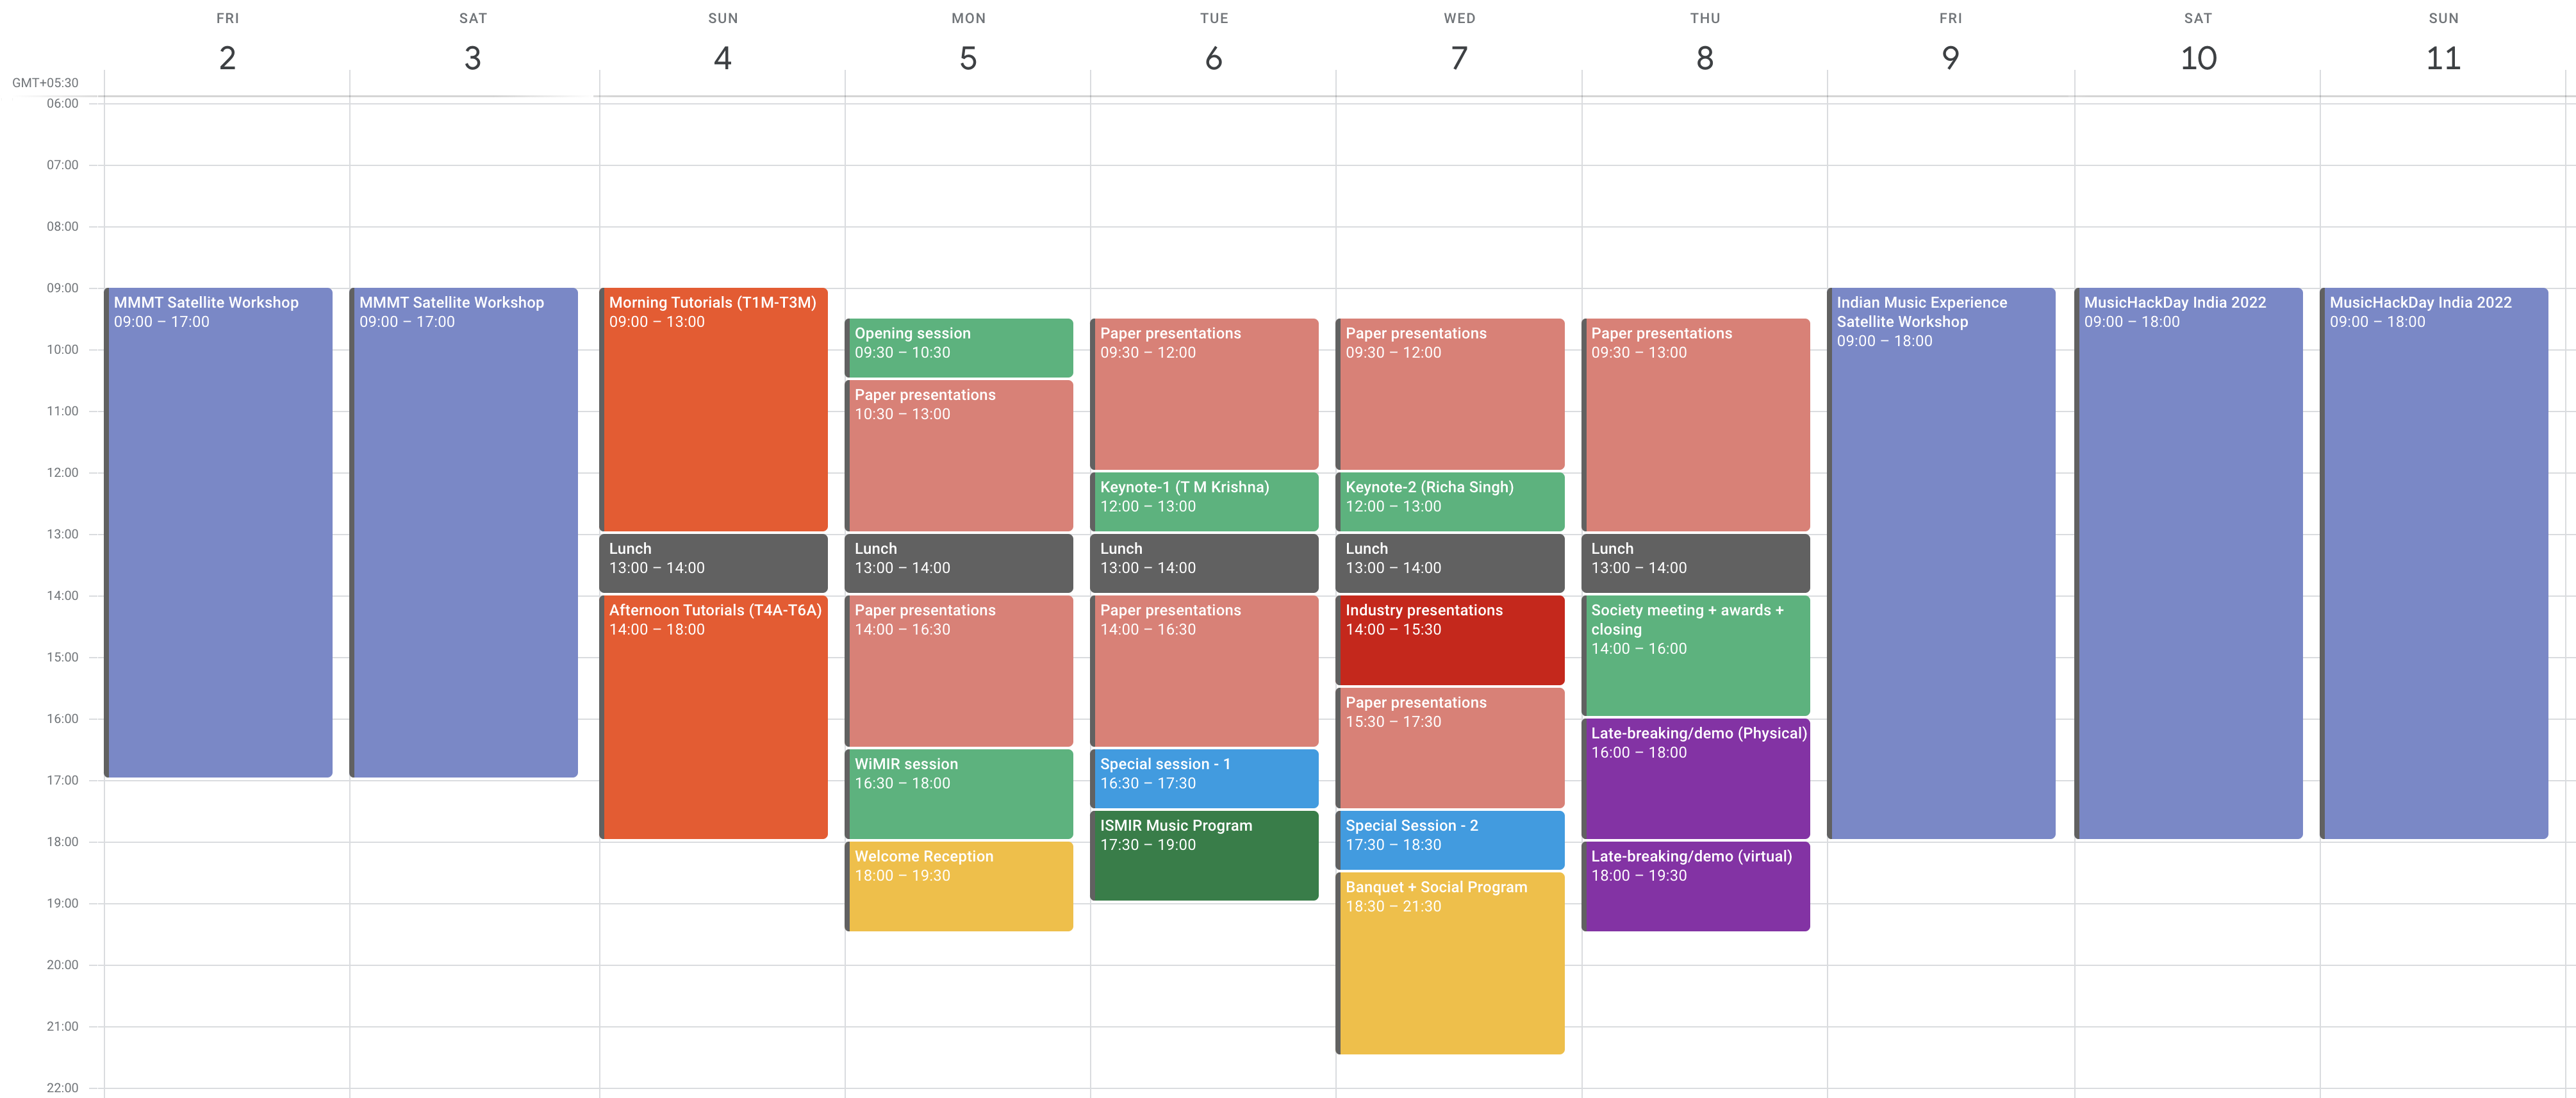 FRI
2
SAT
3
SUN
4
MON
5
TUE
6
WED
7
THU
8
FRI
9
SAT
10
SUN
11
GMT+05:30
06:00
07:00
08:00
09:00
10:00
11:00
12:00
13:00
14:00
15:00
16:00
17:00
18:00
19:00
20:00
21:00
22:00
MMMT Satellite Workshop
09:00 – 17:00
MMMT Satellite Workshop
09:00 – 17:00
Morning Tutorials (T1M-T3M)
09:00 – 13:00
Lunch
13:00 – 14:00
Afternoon Tutorials (T4A-T6A)
14:00 – 18:00
Opening session
09:30 – 10:30
Paper presentations
10:30 – 13:00
Lunch
13:00 – 14:00
Paper presentations
14:00 – 16:30
WiMIR session
16:30 – 18:00
Welcome Reception
18:00 – 19:30
Paper presentations
09:30 – 12:00
Keynote-1 (T M Krishna)
12:00 – 13:00
Lunch
13:00 – 14:00
Paper presentations
14:00 – 16:30
Special session - 1
16:30 – 17:30
ISMIR Music Program
17:30 – 19:00
Paper presentations
09:30 – 12:00
Keynote-2 (Richa Singh)
12:00 – 13:00
Lunch
13:00 – 14:00
Industry presentations
14:00 – 15:30
Paper presentations
15:30 – 17:30
Special Session - 2
17:30 – 18:30
Banquet + Social Program
18:30 – 21:30
Paper presentations
09:30 – 13:00
Lunch
13:00 – 14:00
Society meeting + awards +
closing
14:00 – 16:00
Late-breaking/demo (Physical)
16:00 – 18:00
Late-breaking/demo (virtual)
18:00 – 19:30
Indian Music Experience
Satellite Workshop
09:00 – 18:00
MusicHackDay India 2022
09:00 – 18:00
MusicHackDay India 2022
09:00 – 18:00